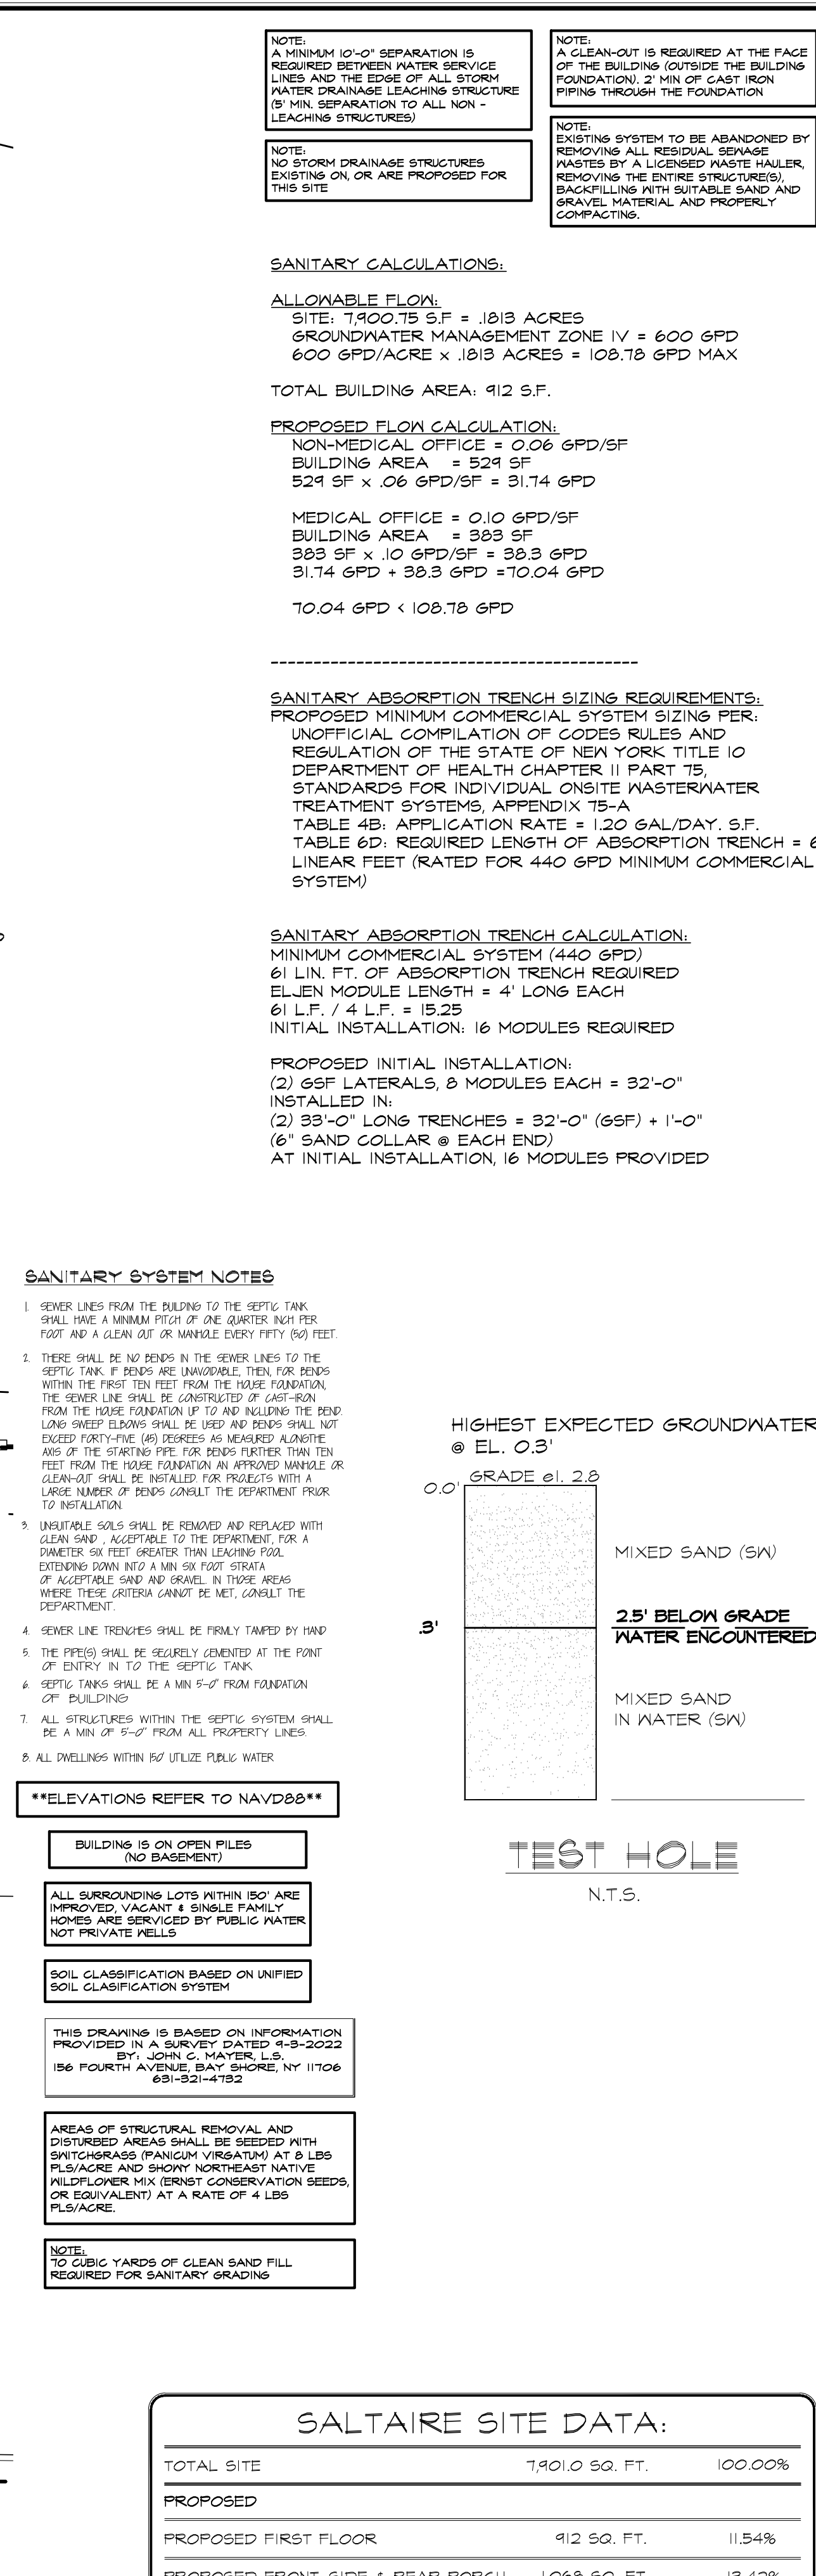 NOTE:
A MINIMUM 10'-0" SEPARATION IS
REQUIRED BETWEEN WATER SERVICE
LINES AND THE EDGE OF ALL STORM
WATER DRAINAGE LEACHING STRUCTURE
(5' MIN. SEPARATION TO ALL NON -
LEACHING STRUCTURES)
NOTE:
NO STORM DRAINAGE STRUCTURES
EXISTING ON, OR ARE PROPOSED FOR
THIS SITE
NOTE:
A CLEAN-OUT IS REQUIRED AT THE FACE
OF THE BUILDING (OUTSIDE THE BUILDING
FOUNDATION). 2' MIN OF CAST IRON
PIPING THROUGH THE FOUNDATION
NOTE:
EXISTING SYSTEM TO BE ABANDONED BY
REMOVING ALL RESIDUAL SEWAGE
WASTES BY A LICENSED WASTE HAULER,
REMOVING THE ENTIRE STRUCTURE(S),
BACKFILLING WITH SUITABLE SAND AND
GRAVEL MATERIAL AND PROPERLY
COMPACTING.
SANITARY CALCULATIONS:
ALLOWABLE FLOW:
SITE: 7,900.75 S.F = .1813 ACRES
GROUNDWATER MANAGEMENT ZONE IV = 600 GPD
600 GPD/ACRE x .1813 ACRES = 108.78 GPD MAX
TOTAL BUILDING AREA: 912 S.F.
PROPOSED FLOW CALCULATION:
NON-MEDICAL OFFICE = 0.06 GPD/SF
BUILDING AREA = 529 SF
529 SF x .06 GPD/SF = 31.74 GPD
MEDICAL OFFICE = 0.10 GPD/SF
BUILDING AREA = 383 SF
383 SF x .10 GPD/SF = 38.3 GPD
31.74 GPD + 38.3 GPD =70.04 GPD
70.04 GPD < 108.78 GPD
SANITARY ABSORPTION TRENCH SIZING REQUIREMENTS:
PROPOSED MINIMUM COMMERCIAL SYSTEM SIZING PER:
UNOFFICIAL COMPILATION OF CODES RULES AND
REGULATION OF THE STATE OF NEW YORK TITLE 10
DEPARTMENT OF HEALTH CHAPTER II PART 75,
STANDARDS FOR INDIVIDUAL ONSITE WASTERWATER
TREATMENT SYSTEMS, APPENDIX 75-A
TABLE 4B: APPLICATION RATE = 1.20 GAL/DAY. S.F.
TABLE 6D: REQUIRED LENGTH OF ABSORPTION TRENCH =
LINEAR FEET (RATED FOR 440 GPD MINIMUM COMMERCIAL
SYSTEM)
SANITARY ABSORPTION TRENCH CALCULATION:
MINIMUM COMMERCIAL SYSTEM (440 GPD)
61 LIN. FT. OF ABSORPTION TRENCH REQUIRED
ELJEN MODULE LENGTH = 4' LONG EACH
61 L.F. / 4 L.F. = 15.25
INITIAL INSTALLATION: 16 MODULES REQUIRED
PROPOSED INITIAL INSTALLATION:
(2) GSF LATERALS, 8 MODULES EACH = 32'-0"
INSTALLED IN:
(2) 33'-0" LONG TRENCHES = 32'-0" (GSF) + 1'-0"
(6" SAND COLLAR @ EACH END)
AT INITIAL INSTALLATION, 16 MODULES PROVIDED
SANITARY SYSTEM NOTES
1. SEWER LINES FROM THE BUILDING TO THE SEPTIC TANK
SHALL HAVE A MINIMUM PITCH OF ONE QUARTER INCH PER
FOOT AND A CLEAN OUT OR MANHOLE EVERY FIFTY (50) FEET.
2. THERE SHALL BE NO BENDS IN THE SEWER LINES TO THE
SEPTIC TANK. IF BENDS ARE UNAVOIDABLE, THEN, FOR BENDS
WITHIN THE FIRST TEN FEET FROM THE HOUSE FOUNDATION,
THE SEWER LINE SHALL BE CONSTRUCTED OF CAST-IRON
FROM THE HOUSE FOUNDATION UP TO AND INCLUDING THE BEND.
LONG SWEEP ELBOWS SHALL BE USED AND BENDS SHALL NOT
EXCEED FORTY-FIVE (45) DEGREES AS MEASURED ALONGTHE
AXIS OF THE STARTING PIPE. FOR BENDS FURTHER THAN TEN
FEET FROM THE HOUSE FOUNDATION AN APPROVED MANHOLE OR
CLEAN-OUT SHALL BE INSTALLED. FOR PROJECTS WITH A
LARGE NUMBER OF BENDS CONSULT THE DEPARTMENT PRIOR
TO INSTALLATION.
3. UNSUITABLE SOILS SHALL BE REMOVED AND REPLACED WITH
CLEAN SAND , ACCEPTABLE TO THE DEPARTMENT, FOR A
DIAMETER SIX FEET GREATER THAN LEACHING POOL
EXTENDING DOWN INTO A MIN SIX FOOT STRATA
OF ACCEPTABLE SAND AND GRAVEL. IN THOSE AREAS
WHERE THESE CRITERIA CANNOT BE MET, CONSULT THE
DEPARTMENT.
4. SEWER LINE TRENCHES SHALL BE FIRMLY TAMPED BY HAND
5. THE PIPE(S) SHALL BE SECURELY CEMENTED AT THE POINT
OF ENTRY IN TO THE SEPTIC TANK
6. SEPTIC TANKS SHALL BE A MIN 5'-0" FROM FOUNDATION
OF BUILDING
7. ALL STRUCTURES WITHIN THE SEPTIC SYSTEM SHALL
BE A MIN OF 5'-0" FROM ALL PROPERTY LINES.
8. ALL DWELLINGS WITHIN 150' UTILIZE PUBLIC WATER
**ELEVATIONS REFER TO NAVD88**
BUILDING IS ON OPEN PILES
(NO BASEMENT)
ALL SURROUNDING LOTS WITHIN 150' ARE
IMPROVED, VACANT & SINGLE FAMILY
HOMES ARE SERVICED BY PUBLIC WATER
NOT PRIVATE WELLS
SOIL CLASSIFICATION BASED ON UNIFIED
SOIL CLASIFICATION SYSTEM
THIS DRAWING IS BASED ON INFORMATION
PROVIDED IN A SURVEY DATED 9-3-2022
BY: JOHN C. MAYER, L.S.
156 FOURTH AVENUE, BAY SHORE, NY 11706
631-321-4732
AREAS OF STRUCTURAL REMOVAL AND
DISTURBED AREAS SHALL BE SEEDED WITH
SWITCHGRASS (PANICUM VIRGATUM) AT 8 LBS
PLS/ACRE AND SHOWY NORTHEAST NATIVE
WILDFLOWER MIX (ERNST CONSERVATION SEEDS,
OR EQUIVALENT) AT A RATE OF 4 LBS
PLS/ACRE.
NOTE:
70 CUBIC YARDS OF CLEAN SAND FILL
REQUIRED FOR SANITARY GRADING
HIGHEST EXPECTED GROUNDWATER
@ EL. 0.3'
GRADE el. 2.8
0.0'
MIXED SAND (SW)
.3'
2.5' BELOW GRADE
WATER ENCOUNTERED
MIXED SAND
IN WATER (SW)
TEST HOLE
N.T.S.
SALTAIRE SITE DATA:
TOTAL SITE 7,901.0 SQ. FT. 100.00%
PROPOSED
PROPOSED FIRST FLOOR 912 SQ. FT. 11.54%
PROPOSED FRONT, SIDE & REAR PORCH 1,068 SQ. FT.